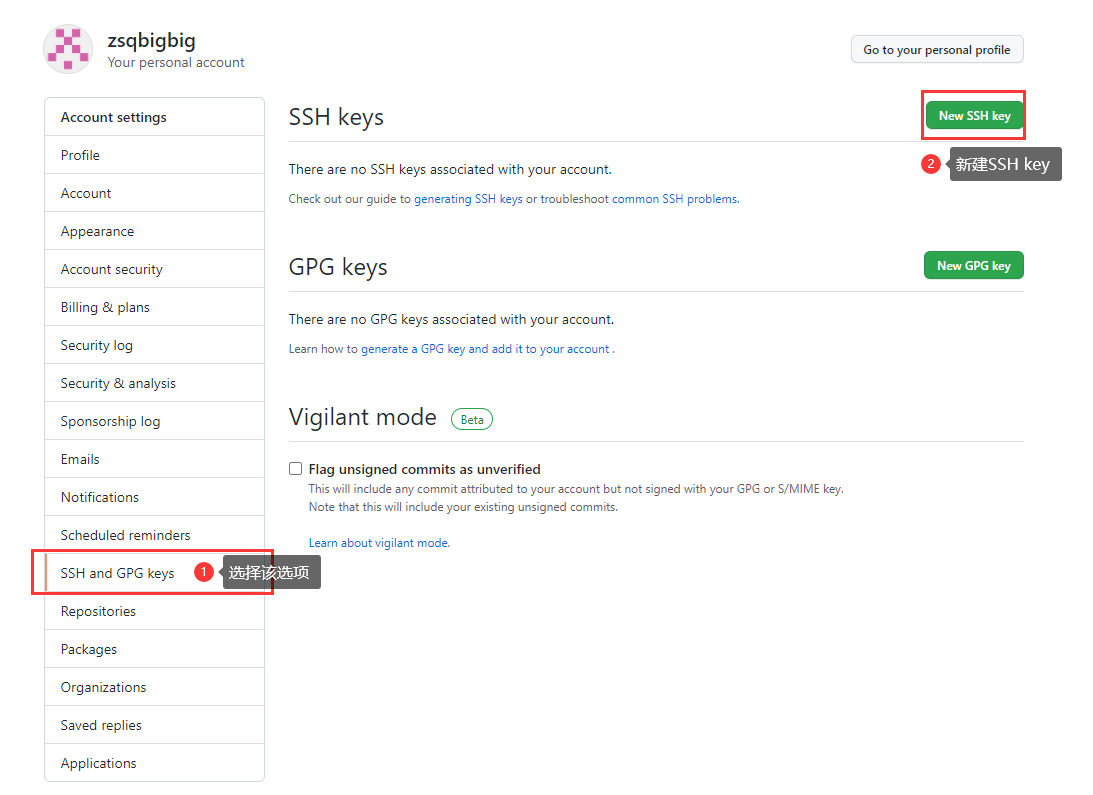 zsqbigbig
Your personal account
Go to your personal profile
Account settings
Profile
Account
Appearance
Account security
Billing & plans
Security log
Security & analysis
Sponsorship log
Emails
Notifications
Scheduled reminders
SSH and GPG keys
1 选择该选项
Repositories
Packages
Organizations
Saved replies
Applications
SSH keys
New SSH key
2 新建SSH key
There are no SSH keys associated with your account.
Check out our guide to generating SSH keys or troubleshoot common SSH problems.
GPG keys
New GPG key
There are no GPG keys associated with your account.
Learn how to generate a GPG key and add it to your account .
Vigilant mode Beta
Flag unsigned commits as unverified
This will include any commit attributed to your account but not signed with your GPG or S/MIME key.
Note that this will include your existing unsigned commits.
Learn about vigilant mode.